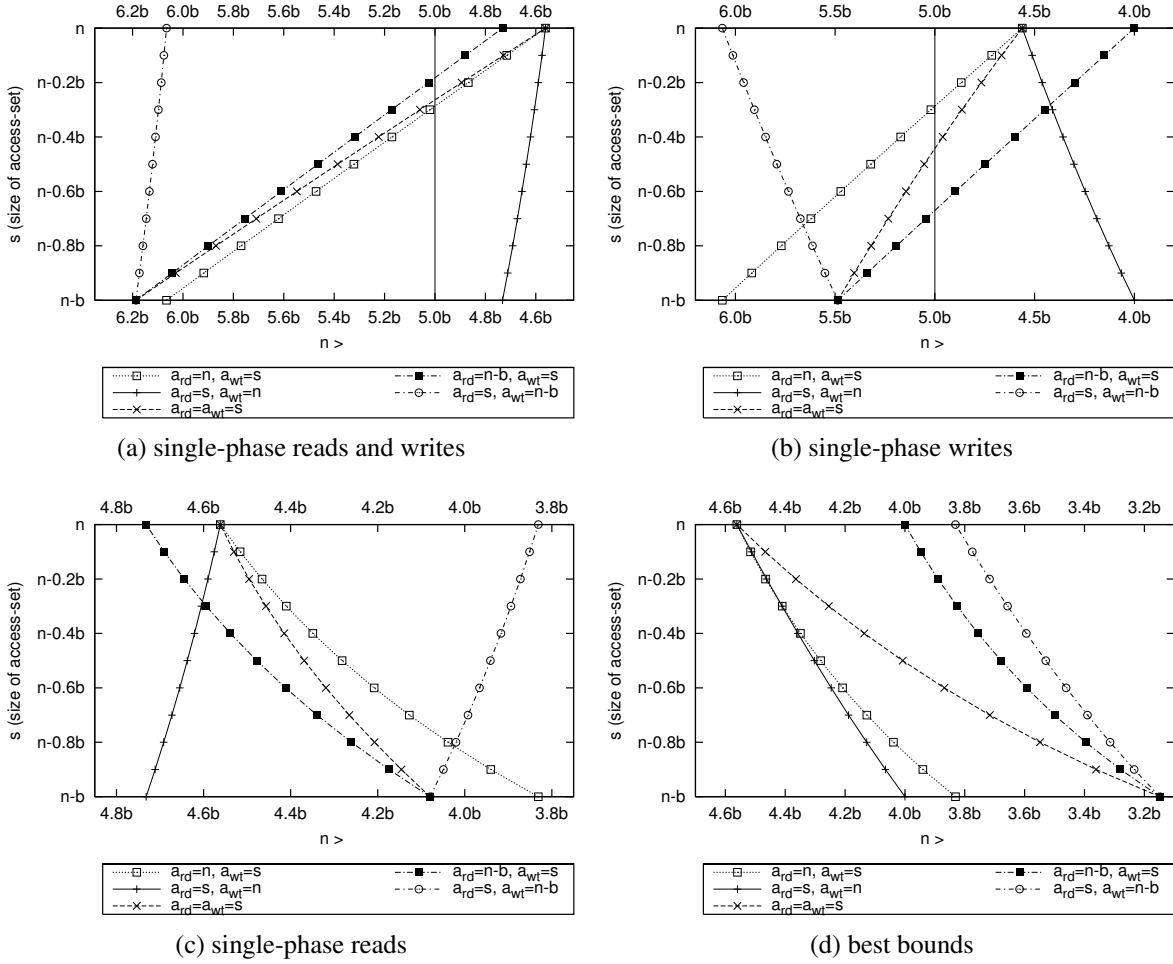 6.2b 6.0b 5.8b 5.6b 5.4b 5.2b 5.0b 4.8b 4.6b
n
n-0.2b
n-0.4b
n-0.6b
n-0.8b
n-b
s (size of access-set)
6.2b 6.0b 5.8b 5.6b 5.4b 5.2b 5.0b 4.8b 4.6b
n >
a_rd=n, a_wt=s
a_rd=s, a_wt=n
a_rd=a_wt=s
a_rd=n-b, a_wt=s
a_rd=s, a_wt=n-b
(a) single-phase reads and writes
6.0b 5.5b 5.0b 4.5b 4.0b
n
n-0.2b
n-0.4b
n-0.6b
n-0.8b
n-b
s (size of access-set)
6.0b 5.5b 5.0b 4.5b 4.0b
n >
a_rd=n, a_wt=s
a_rd=s, a_wt=n
a_rd=a_wt=s
a_rd=n-b, a_wt=s
a_rd=s, a_wt=n-b
(b) single-phase writes
4.8b 4.6b 4.4b 4.2b 4.0b 3.8b
n
n-0.2b
n-0.4b
n-0.6b
n-0.8b
n-b
s (size of access-set)
4.8b 4.6b 4.4b 4.2b 4.0b 3.8b
n >
a_rd=n, a_wt=s
a_rd=s, a_wt=n
a_rd=a_wt=s
a_rd=n-b, a_wt=s
a_rd=s, a_wt=n-b
(c) single-phase reads
4.6b 4.4b 4.2b 4.0b 3.8b 3.6b 3.4b 3.2b
n
n-0.2b
n-0.4b
n-0.6b
n-0.8b
n-b
s (size of access-set)
4.6b 4.4b 4.2b 4.0b 3.8b 3.6b 3.4b 3.2b
n >
a_rd=n, a_wt=s
a_rd=s, a_wt=n
a_rd=a_wt=s
a_rd=n-b, a_wt=s
a_rd=s, a_wt=n-b
(d) best bounds